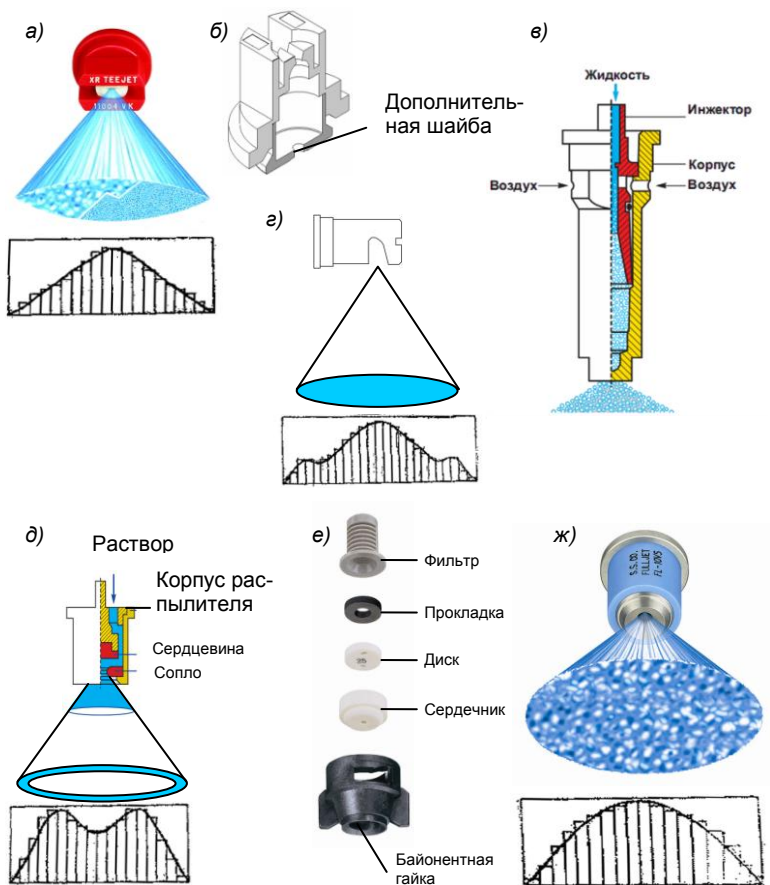 а)
XR TEEJET
11004 VK
б)
Дополнитель-
ная шайба
в)
Жидкость
Инжектор
Корпус
Воздух
Воздух
г)
д)
Раствор
Корпус рас-
пылителя
Сердцевина
Сопло
е)
Фильтр
Прокладка
Диск
Сердечник
Байонентная
гайка
ж)
S.S.CO.
FULLJET